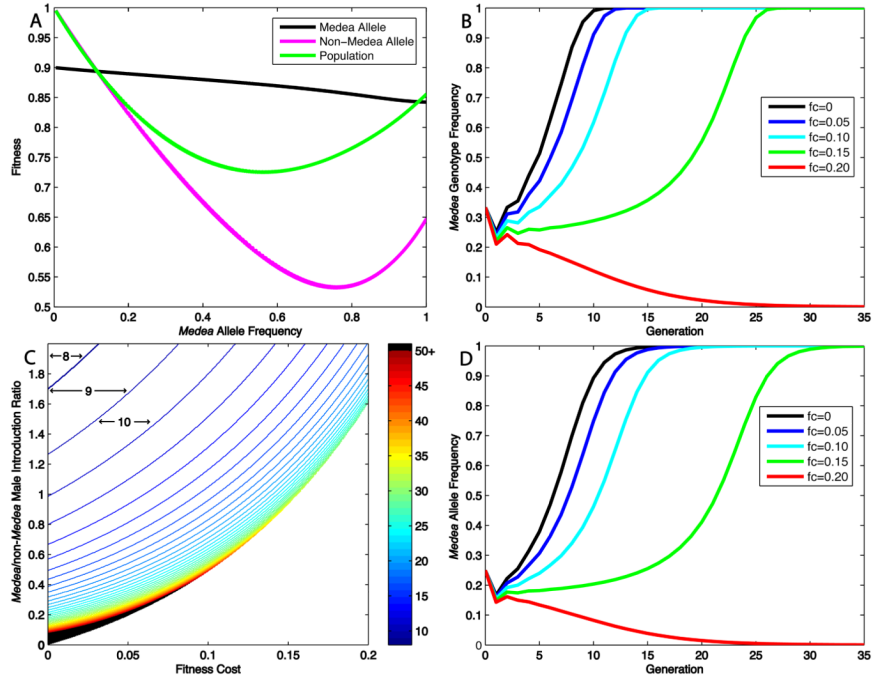 A
Medea Allele
Non-Medea Allele
Population
Fitness
1
0.95
0.9
0.85
0.8
0.75
0.7
0.65
0.6
0.55
0.5
0 0.2 0.4 0.6 0.8 1
Medea Allele Frequency
B
Medea Genotype Frequency
1
0.9
0.8
0.7
0.6
0.5
0.4
0.3
0.2
0.1
0
fc=0
fc=0.05
fc=0.10
fc=0.15
fc=0.20
0 5 10 15 20 25 30 35
Generation
C
Medea/non-Medea Male Introduction Ratio
1.8
1.6
1.4
1.2
1
0.8
0.6
0.4
0.2
0
8
9
10
0 0.05 0.1 0.15 0.2
Fitness Cost
50+
45
40
35
30
25
20
15
10
D
Medea Allele Frequency
1
0.9
0.8
0.7
0.6
0.5
0.4
0.3
0.2
0.1
0
fc=0
fc=0.05
fc=0.10
fc=0.15
fc=0.20
0 5 10 15 20 25 30 35
Generation